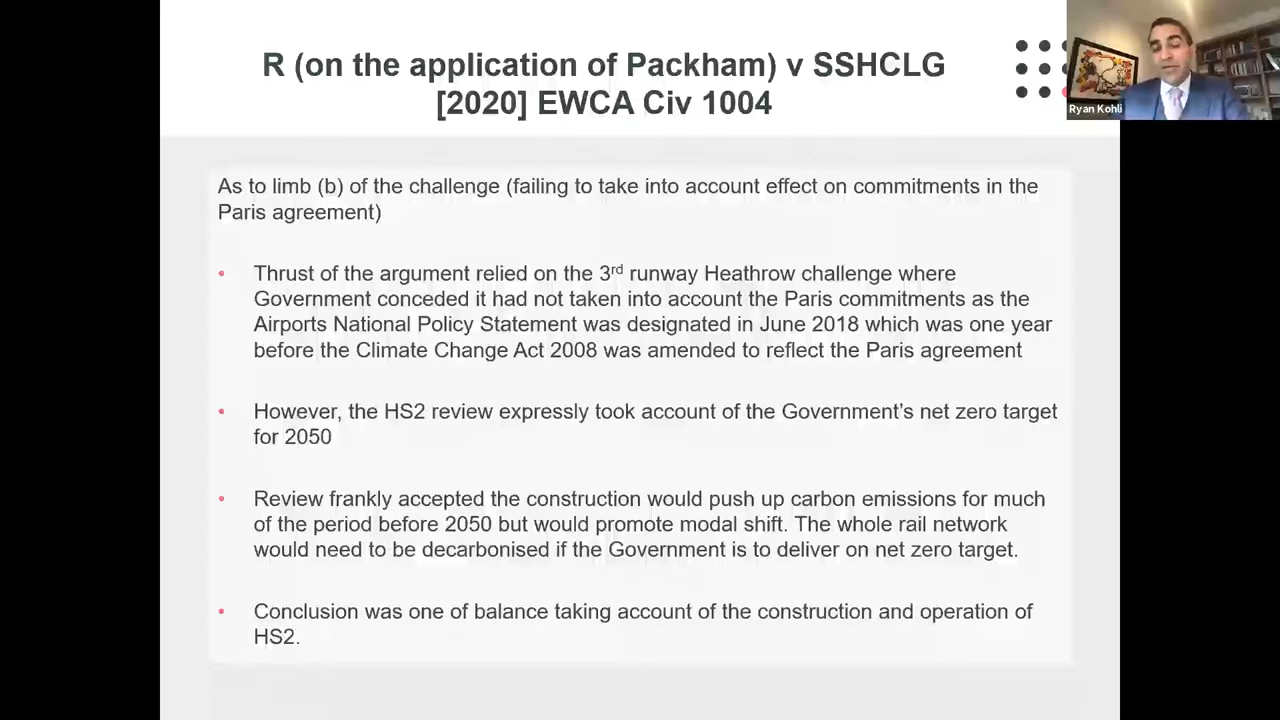 R (on the application of Packham) v SSHCLG
[2020] EWCA Civ 1004
Ryan Kohli
As to limb (b) of the challenge (failing to take into account effect on commitments in the
Paris agreement)
• Thrust of the argument relied on the 3rd runway Heathrow challenge where
Government conceded it had not taken into account the Paris commitments as the
Airports National Policy Statement was designated in June 2018 which was one year
before the Climate Change Act 2008 was amended to reflect the Paris agreement
• However, the HS2 review expressly took account of the Government’s net zero target
for 2050
• Review frankly accepted the construction would push up carbon emissions for much
of the period before 2050 but would promote modal shift. The whole rail network
would need to be decarbonised if the Government is to deliver on net zero target.
• Conclusion was one of balance taking account of the construction and operation of
HS2.